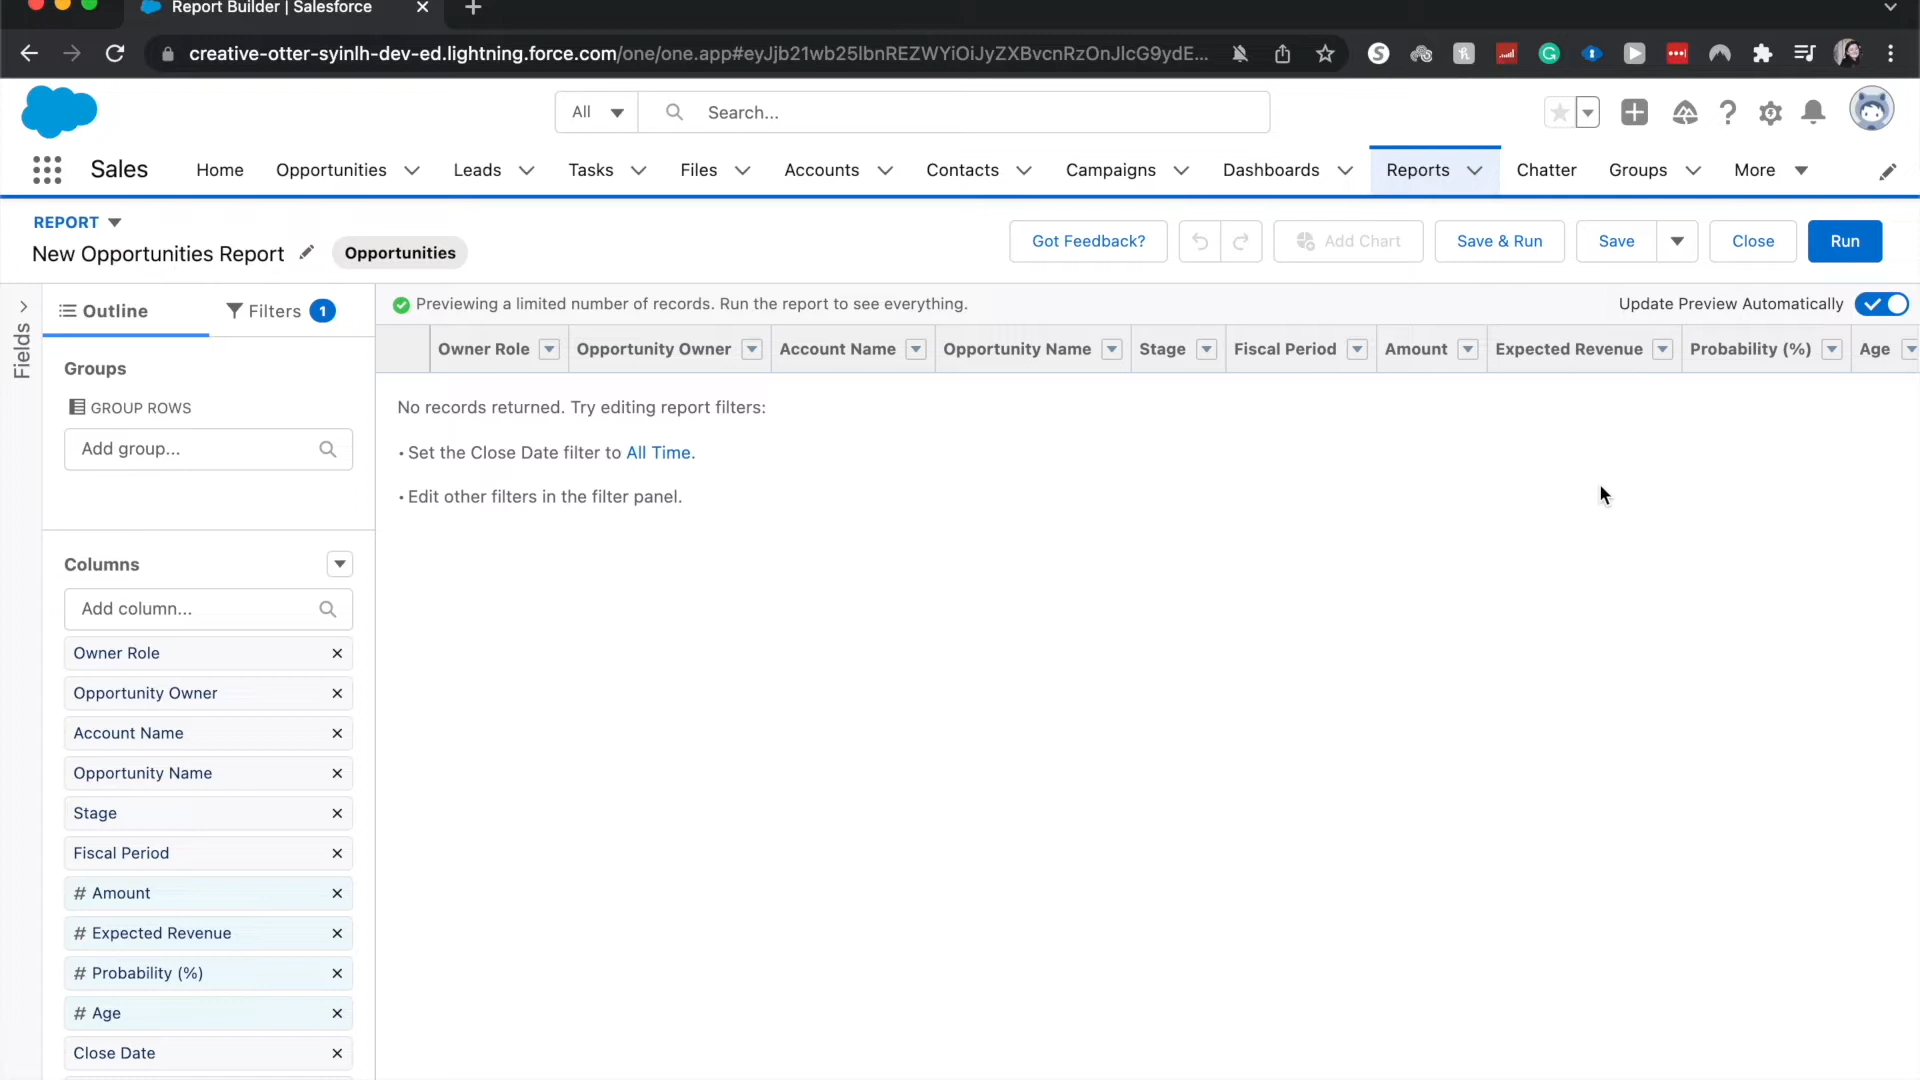 Report Builder | Salesforce
creative-otter-syinlh-dev-ed.lightning.force.com/one/one.app#eyJjb21wb25lbnREZWYiOiJyZXBvcnRzOnJlcG9ydE...
All
Search...
Sales
Home
Opportunities
Leads
Tasks
Files
Accounts
Contacts
Campaigns
Dashboards
Reports
Chatter
Groups
More
REPORT
New Opportunities Report
Opportunities
Got Feedback?
Add Chart
Save & Run
Save
Close
Run
Fields
Outline
Filters 1
Previewing a limited number of records. Run the report to see everything.
Update Preview Automatically
Groups
GROUP ROWS
Add group...
Owner Role
Opportunity Owner
Account Name
Opportunity Name
Stage
Fiscal Period
Amount
Expected Revenue
Probability (%)
Age
No records returned. Try editing report filters:
• Set the Close Date filter to All Time.
• Edit other filters in the filter panel.
Columns
Add column...
Owner Role
Opportunity Owner
Account Name
Opportunity Name
Stage
Fiscal Period
# Amount
# Expected Revenue
# Probability (%)
# Age
Close Date